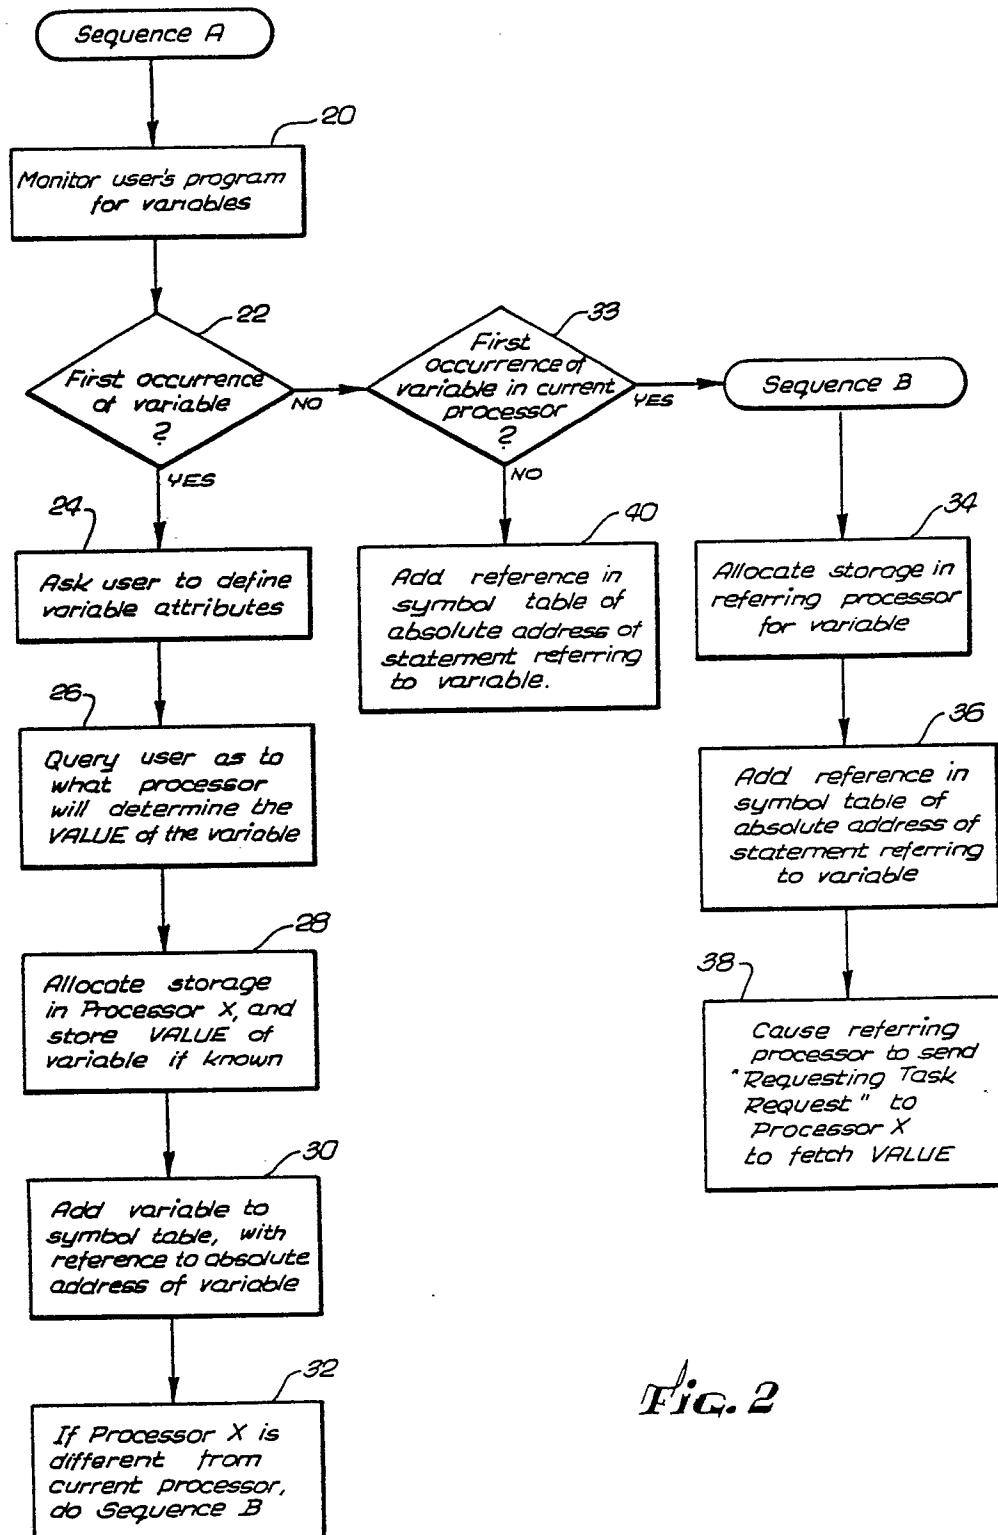 Sequence A
20
Monitor user's program
for variables
22
First occurrence
of variable
?
NO
YES
33
First
occurrence of
variable in current
processor
?
YES
NO
Sequence B
24
Ask user to define
variable attributes
40
Add reference in
symbol table of
absolute address of
statement referring
to variable.
34
Allocate storage in
referring processor
for variable
26
Query user as to
what processor
will determine the
VALUE of the variable
36
Add reference in
symbol table of
absolute address of
statement referring
to variable
28
Allocate storage
in Processor X, and
store VALUE of
variable if known
38
Cause referring
processor to send
"Requesting Task
Request" to
Processor X
to fetch VALUE
30
Add variable to
symbol table, with
reference to absolute
address of variable
32
If Processor X is
different from
current processor,
do Sequence B
Fig. 2